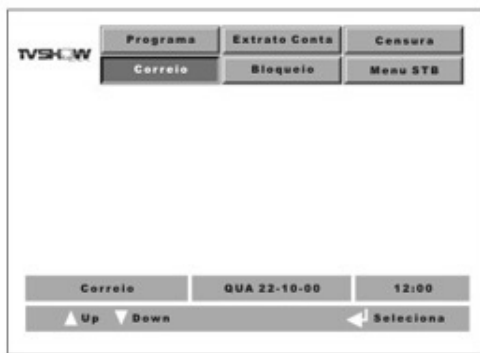 Programa Extrato Conta Censura
TVSHOW
Correio Bloqueio Menu STB
Correio QUA 22-10-00 12:00
Up Down Seleciona